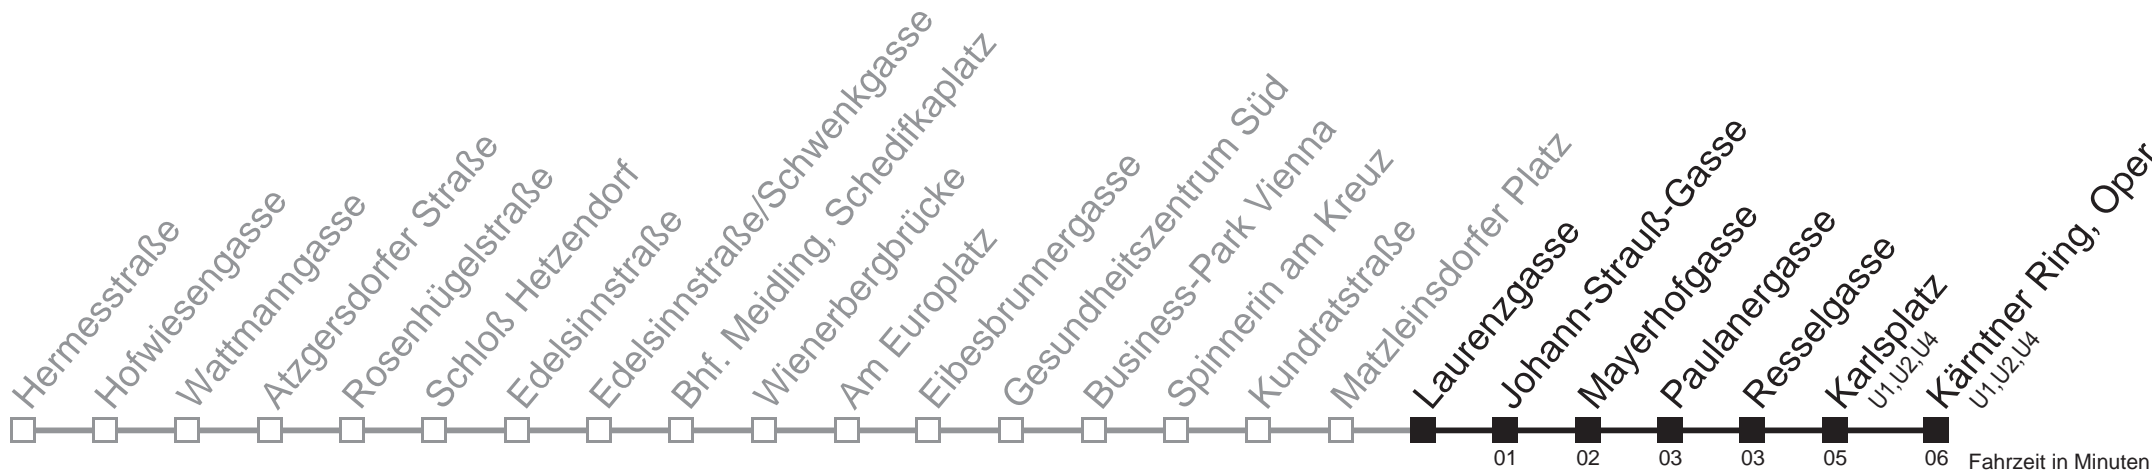 Hermesstraße
Hofwiesengasse
Wattmanngasse
Atzgersdorfer Straße
Rosenhügelstraße
Schloß Hetzendorf
Edelsinnstraße
Edelsinnstraße/Schwenkgasse
Bhf. Meidling, Schedifkaplatz
Wienerbergbrücke
Am Europlatz
Eibesbrunnergasse
Gesundheitszentrum Süd
Business-Park Vienna
Spinnerin am Kreuz
Kundratstraße
Matzleinsdorfer Platz
Laurenzgasse
Johann-Strauß-Gasse
Mayerhofgasse
Paulanergasse
Resselgasse
Karlsplatz
U1,U2,U4
Kärntner Ring, Oper
U1,U2,U4
01 02 03 03 05 06 Fahrzeit in Minuten